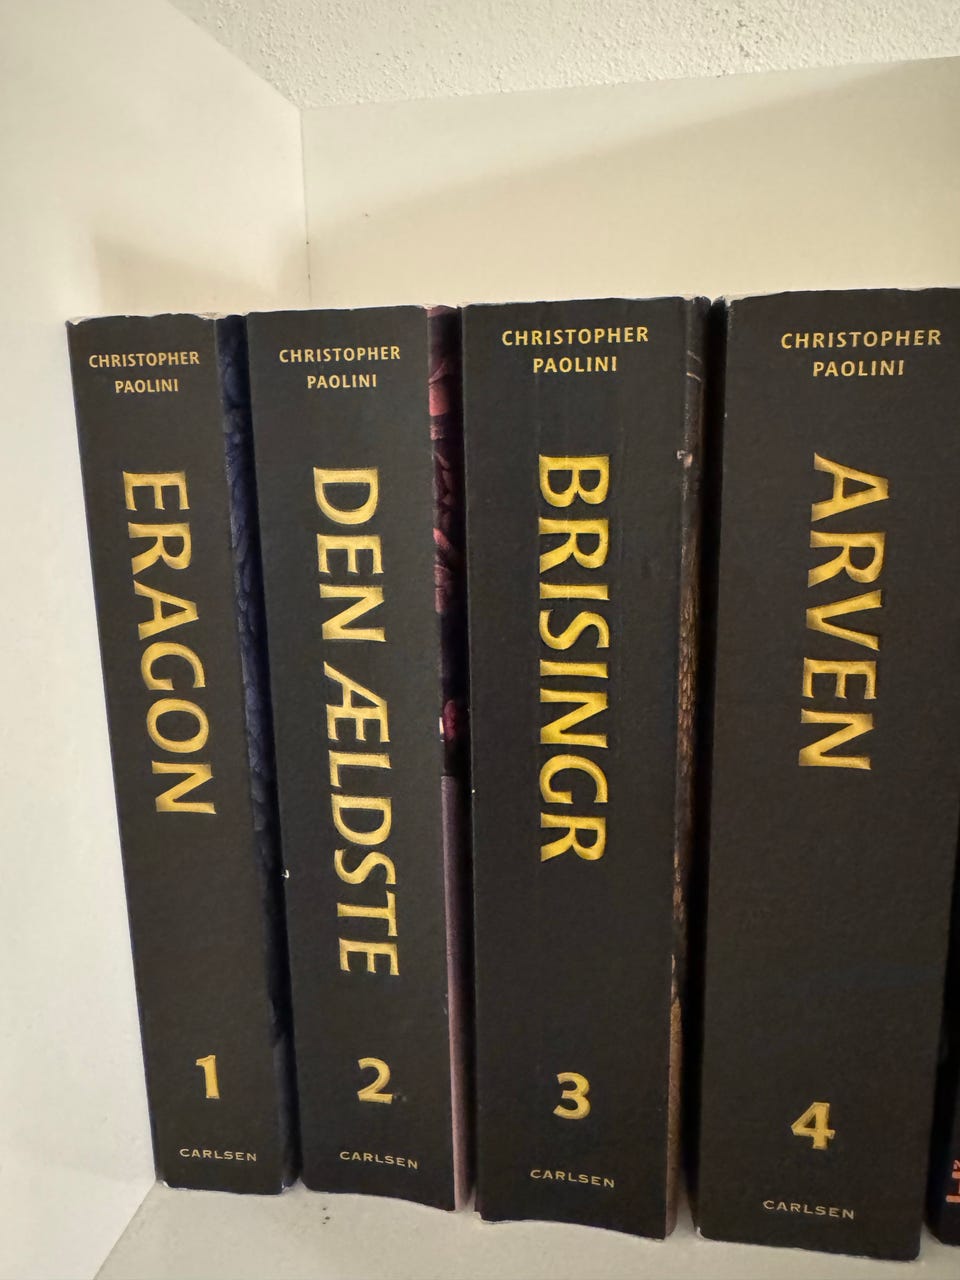 CHRISTOPHER
PAOLINI
ERAGON
1
CARLSEN
CHRISTOPHER
PAOLINI
DEN ÆLDSTE
2
CARLSEN
CHRISTOPHER
PAOLINI
BRISINGR
3
CARLSEN
CHRISTOPHER
PAOLINI
ARVEN
4
CARLSEN